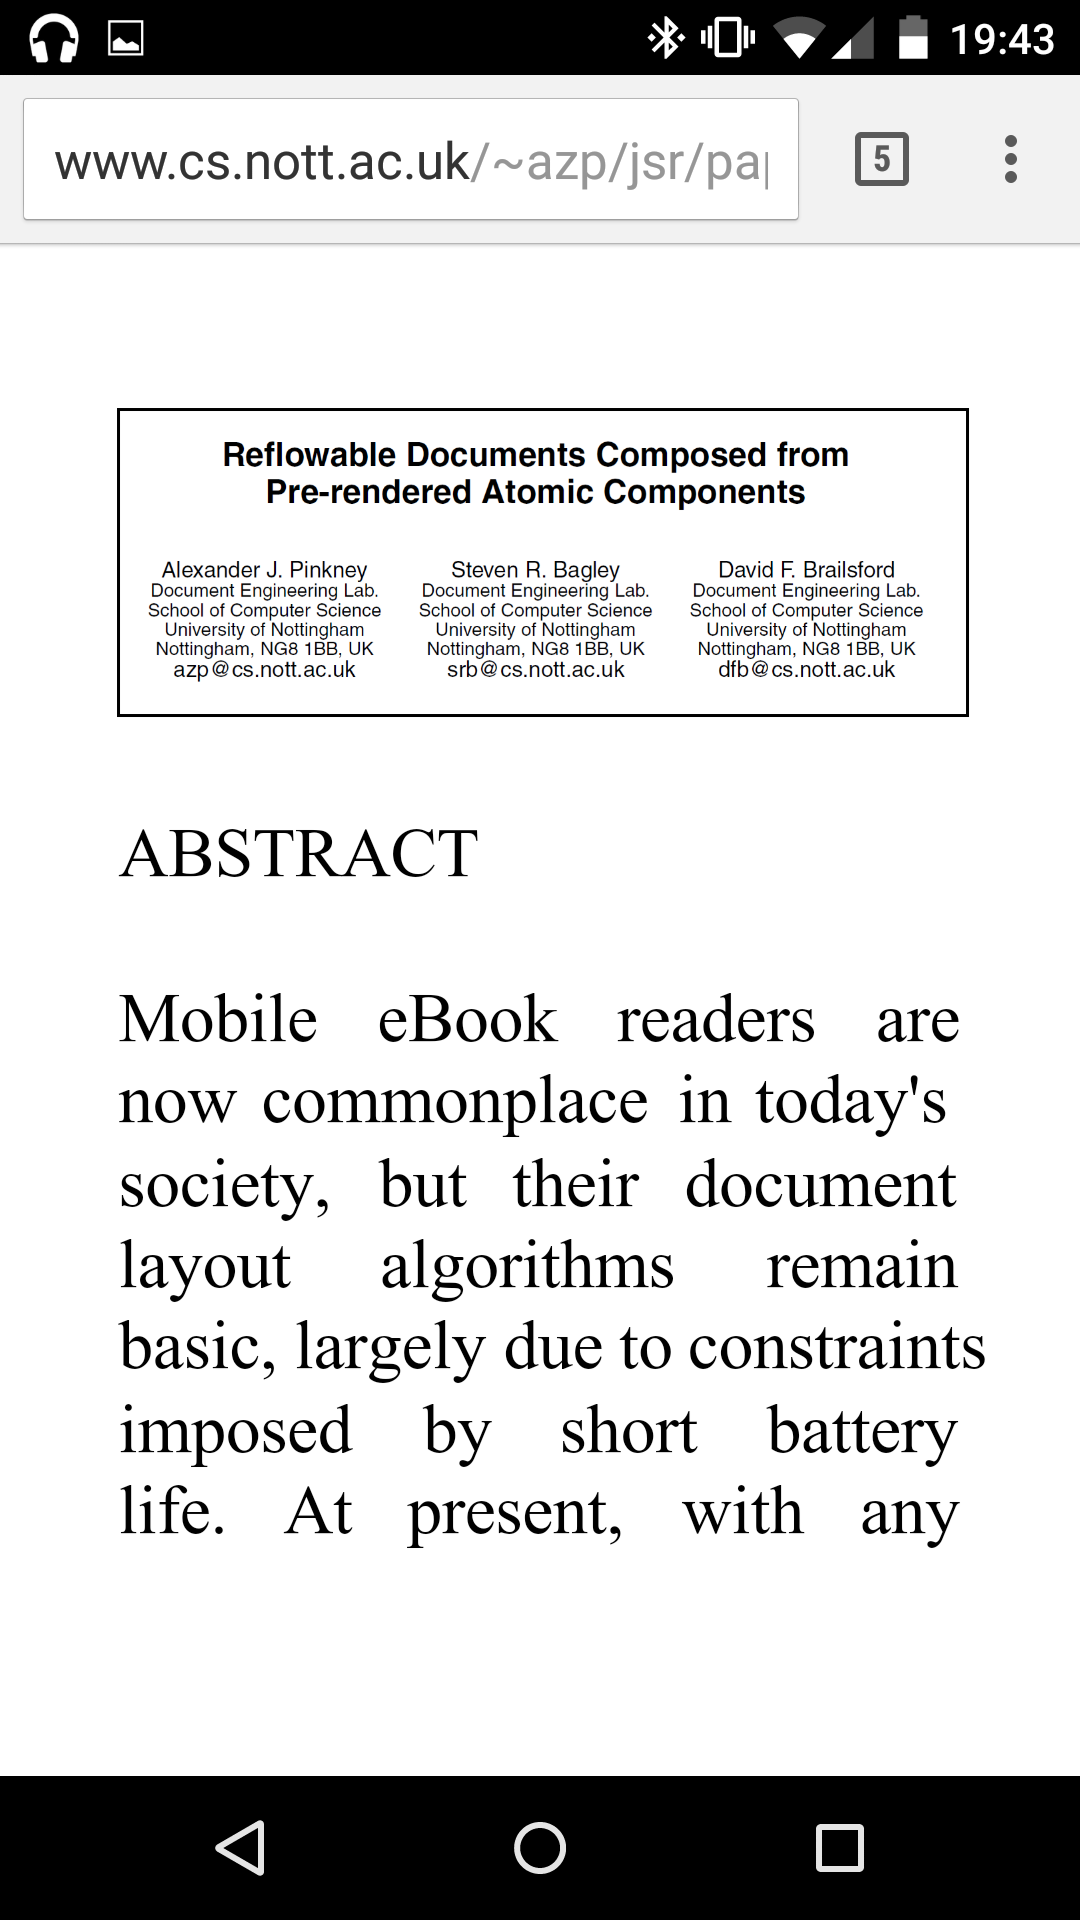 19:43
www.cs.nott.ac.uk/~azp/jsr/pa
5
Reflowable Documents Composed from
Pre-rendered Atomic Components
Alexander J. Pinkney
Document Engineering Lab.
School of Computer Science
University of Nottingham
Nottingham, NG8 1BB, UK
azp@cs.nott.ac.uk
Steven R. Bagley
Document Engineering Lab.
School of Computer Science
University of Nottingham
Nottingham, NG8 1BB, UK
srb@cs.nott.ac.uk
David F. Brailsford
Document Engineering Lab.
School of Computer Science
University of Nottingham
Nottingham, NG8 1BB, UK
dfb@cs.nott.ac.uk
ABSTRACT
Mobile eBook readers are
now commonplace in today's
society, but their document
layout algorithms remain
basic, largely due to constraints
imposed by short battery
life. At present, with any